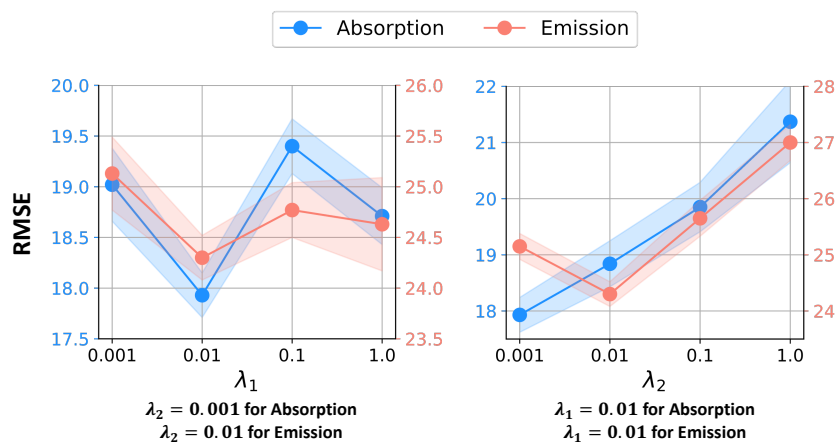 Absorption Emission
RMSE
20.0 19.5 19.0 18.5 18.0 17.5
26.0 25.5 25.0 24.5 24.0 23.5
0.001 0.01 0.1 1.0
λ1
λ2 = 0.001 for Absorption
λ2 = 0.01 for Emission
22 21 20 19 18
28 27 26 25 24
0.001 0.01 0.1 1.0
λ2
λ1 = 0.01 for Absorption
λ1 = 0.01 for Emission